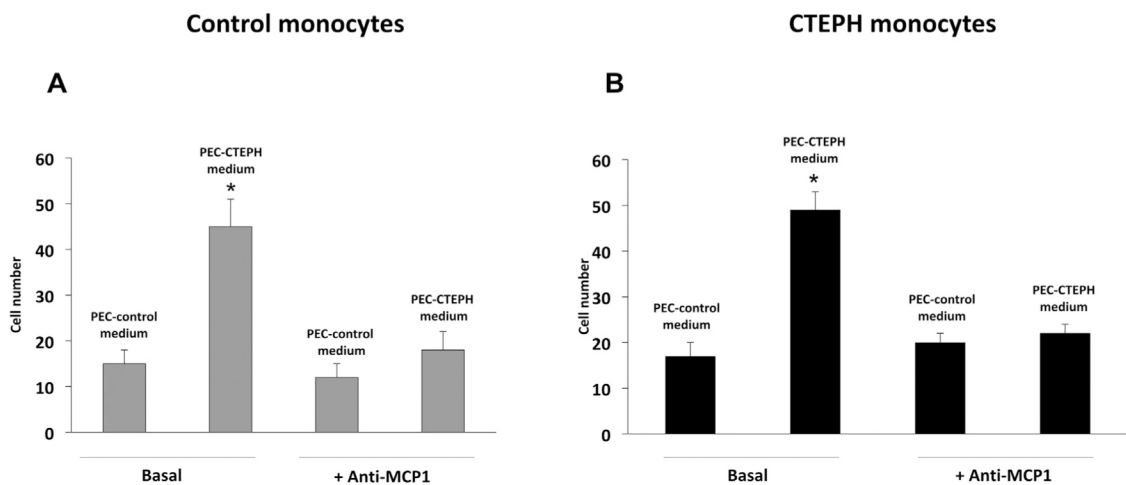 Control monocytes
CTEPH monocytes
A
B
Cell number
60
50
40
30
20
10
0
PEC-control
medium
PEC-CTEPH
medium
*
PEC-control
medium
PEC-CTEPH
medium
Basal
+ Anti-MCP1
Cell number
60
50
40
30
20
10
0
PEC-control
medium
PEC-CTEPH
medium
*
PEC-control
medium
PEC-CTEPH
medium
Basal
+ Anti-MCP1